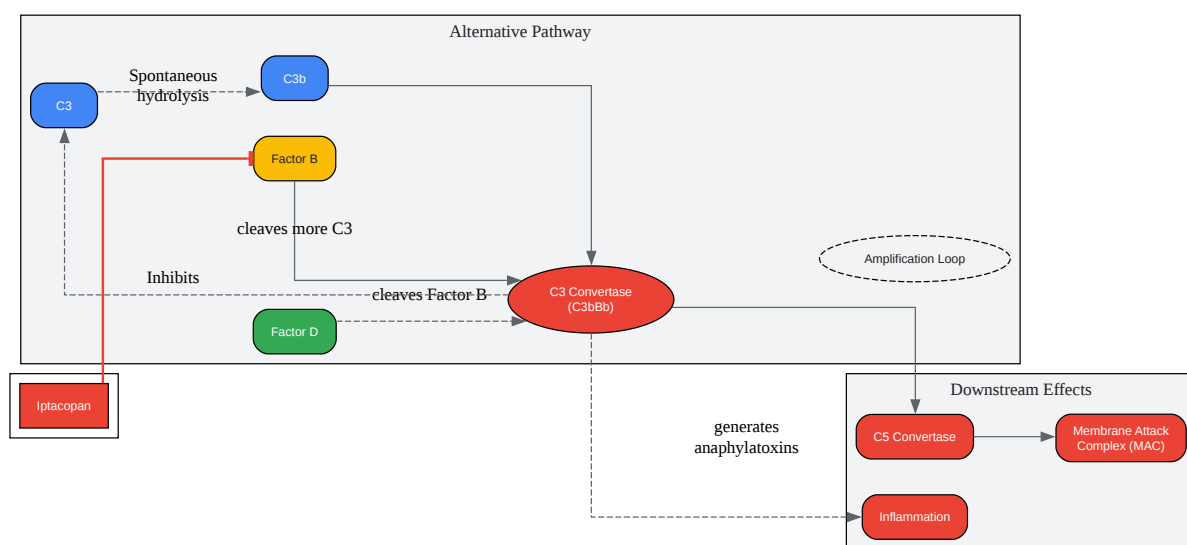 Alternative Pathway
Spontaneous
hydrolysis
C3b
C3
Factor B
cleaves more C3
Amplification Loop
Inhibits
cleaves Factor B
C3 Convertase
(C3bBb)
Factor D
Iptacopan
Downstream Effects
generates
anaphylatoxins
C5 Convertase
Membrane Attack
Complex (MAC)
Inflammation